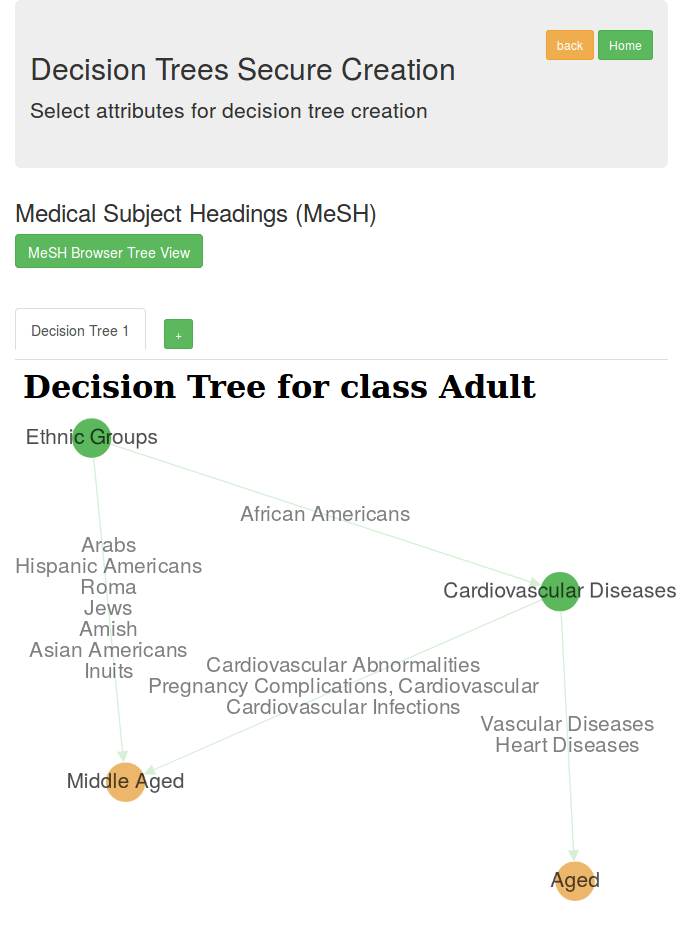 back Home
Decision Trees Secure Creation
Select attributes for decision tree creation
Medical Subject Headings (MeSH)
MeSH Browser Tree View
Decision Tree 1 +
Decision Tree for class Adult
Ethnic Groups
African Americans
Arabs
Hispanic Americans
Roma
Jews
Amish
Asian Americans
Inuits
Cardiovascular Diseases
Cardiovascular Abnormalities
Pregnancy Complications, Cardiovascular
Cardiovascular Infections
Vascular Diseases
Heart Diseases
Middle Aged
Aged